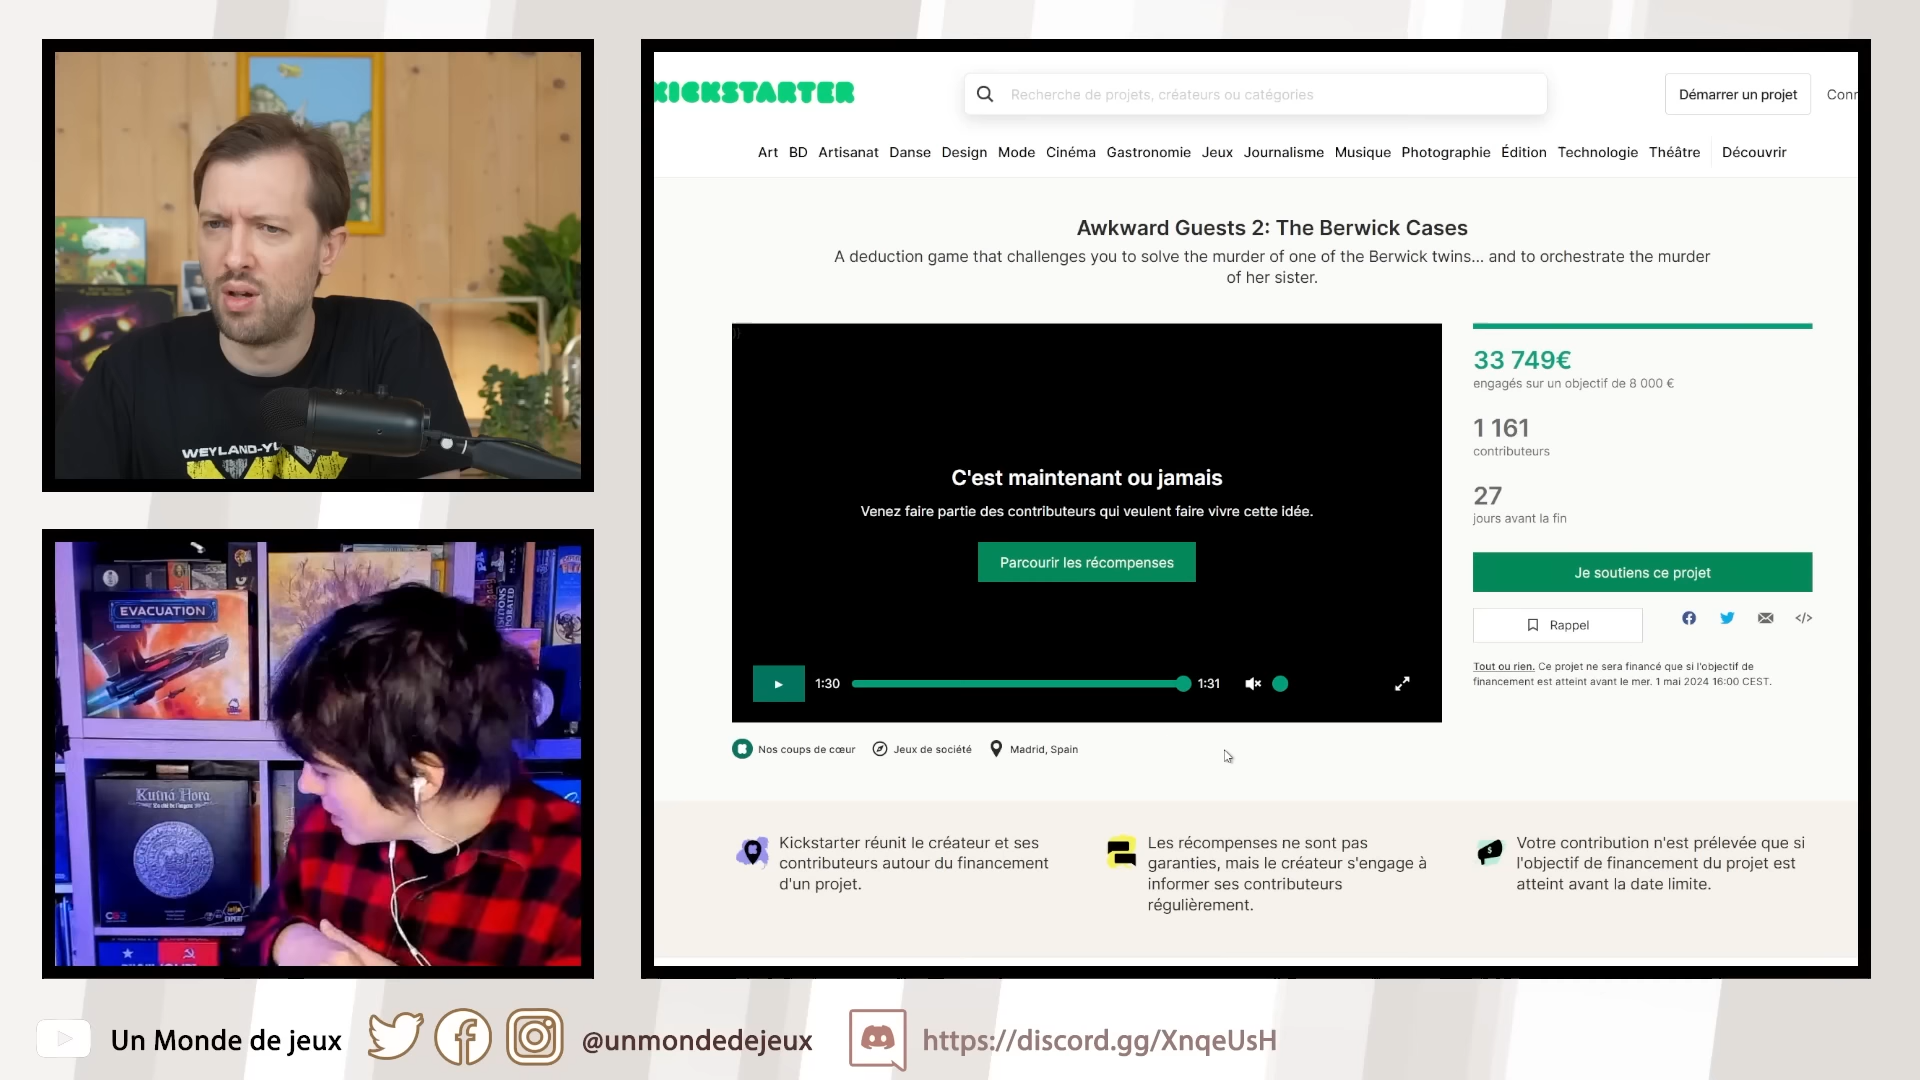 WEYLAND-YU
EVACUATION
Kutná Hora
CGE
EXPERT
KICKSTARTER
Recherche de projets, créateurs ou catégories
Démarrer un projet
Conn
Art BD Artisanat Danse Design Mode Cinéma Gastronomie Jeux Journalisme Musique Photographie Édition Technologie Théâtre Découvrir
Awkward Guests 2: The Berwick Cases
A deduction game that challenges you to solve the murder of one of the Berwick twins... and to orchestrate the murder
of her sister.
C'est maintenant ou jamais
Venez faire partie des contributeurs qui veulent faire vivre cette idée.
Parcourir les récompenses
1:30
1:31
33 749€
engagés sur un objectif de 8 000 €
1 161
contributeurs
27
jours avant la fin
Je soutiens ce projet
Rappel
</>
Tout ou rien. Ce projet ne sera financé que si l'objectif de
financement est atteint avant le mer. 1 mai 2024 16:00 CEST.
Nos coups de cœur
Jeux de société
Madrid, Spain
Kickstarter réunit le créateur et ses
contributeurs autour du financement
d'un projet.
Les récompenses ne sont pas
garanties, mais le créateur s'engage à
informer ses contributeurs
régulièrement.
Votre contribution n'est prélevée que si
l'objectif de financement du projet est
atteint avant la date limite.
Un Monde de jeux
@unmondedejeux
https://discord.gg/XnqeUsH